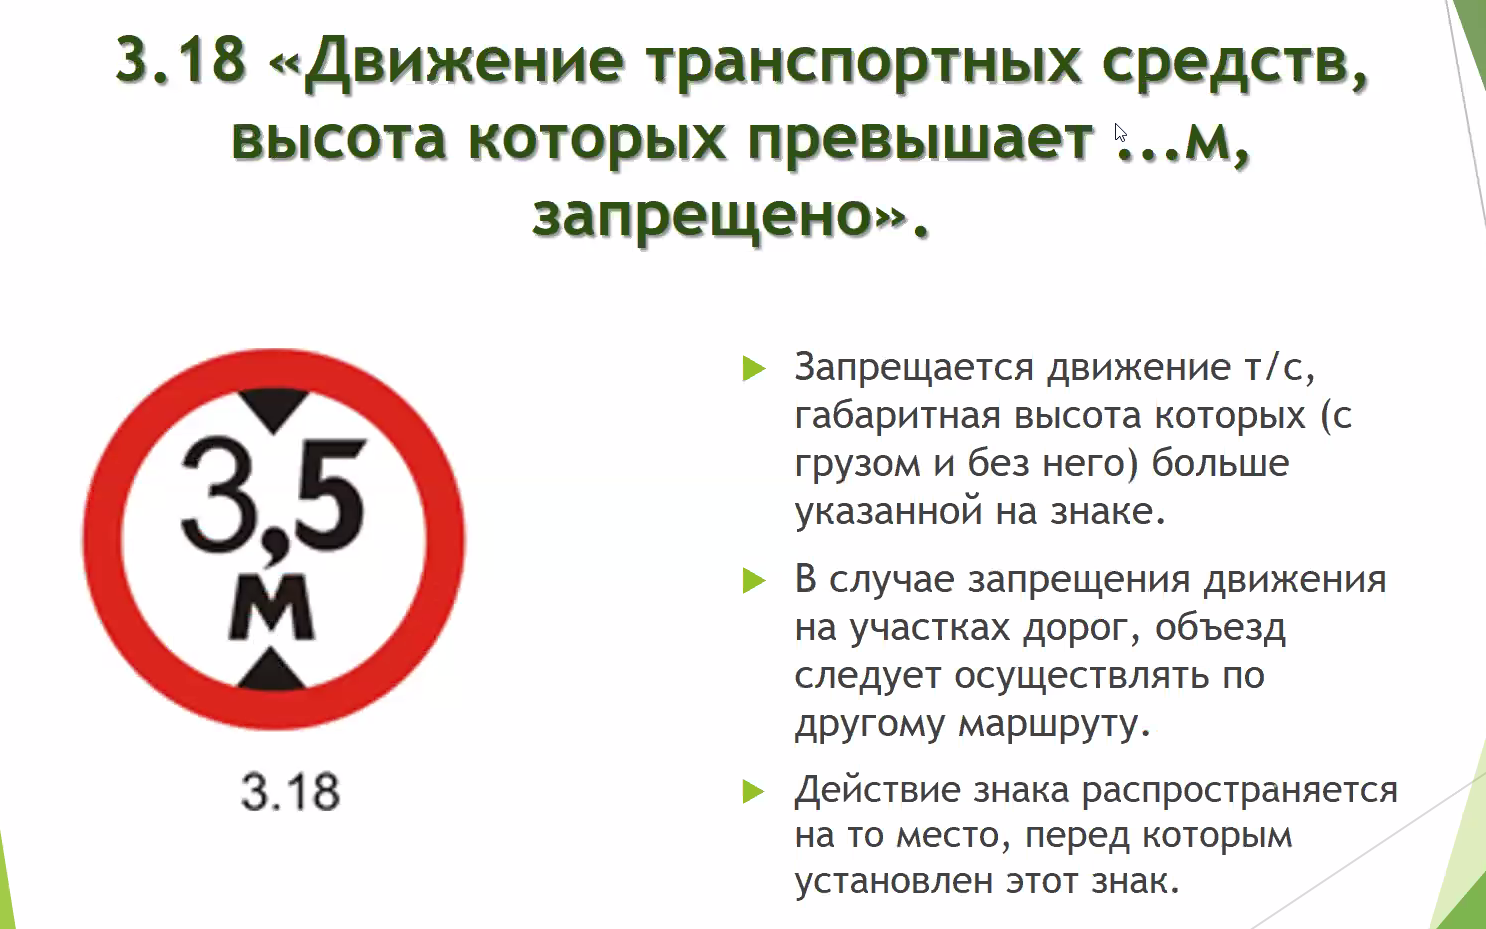 3.18 «Движение транспортных средств,
высота которых превышает ...м,
запрещено».
3,5
м
3.18
Запрещается движение т/с,
габаритная высота которых (с
грузом и без него) больше
указанной на знаке.
В случае запрещения движения
на участках дорог, объезд
следует осуществлять по
другому маршруту.
Действие знака распространяется
на то место, перед которым
установлен этот знак.